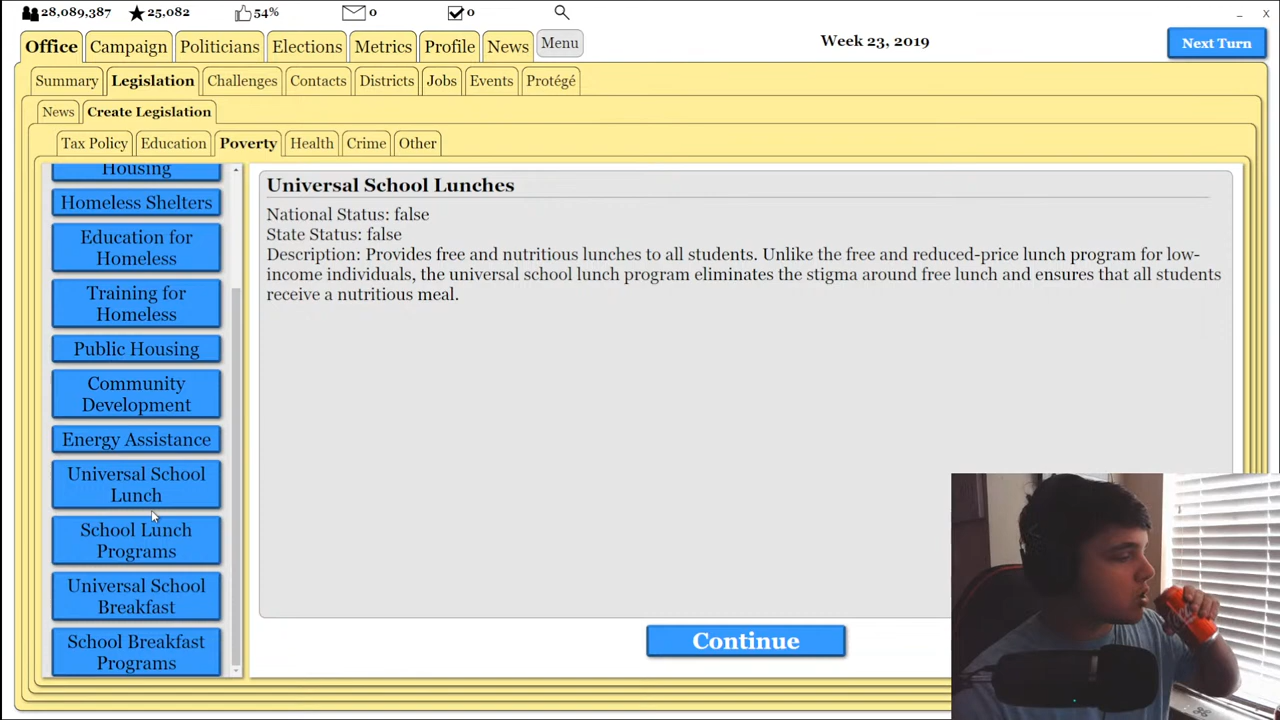 28,089,387 25,082 54% 0 0
_ X
Office Campaign Politicians Elections Metrics Profile News Menu
Week 23, 2019
Next Turn
Summary Legislation Challenges Contacts Districts Jobs Events Protégé
News Create Legislation
Tax Policy Education Poverty Health Crime Other
Housing
Homeless Shelters
Education for
Homeless
Training for
Homeless
Public Housing
Community
Development
Energy Assistance
Universal School
Lunch
School Lunch
Programs
Universal School
Breakfast
School Breakfast
Programs
Universal School Lunches
National Status: false
State Status: false
Description: Provides free and nutritious lunches to all students. Unlike the free and reduced-price lunch program for low-
income individuals, the universal school lunch program eliminates the stigma around free lunch and ensures that all students
receive a nutritious meal.
Continue